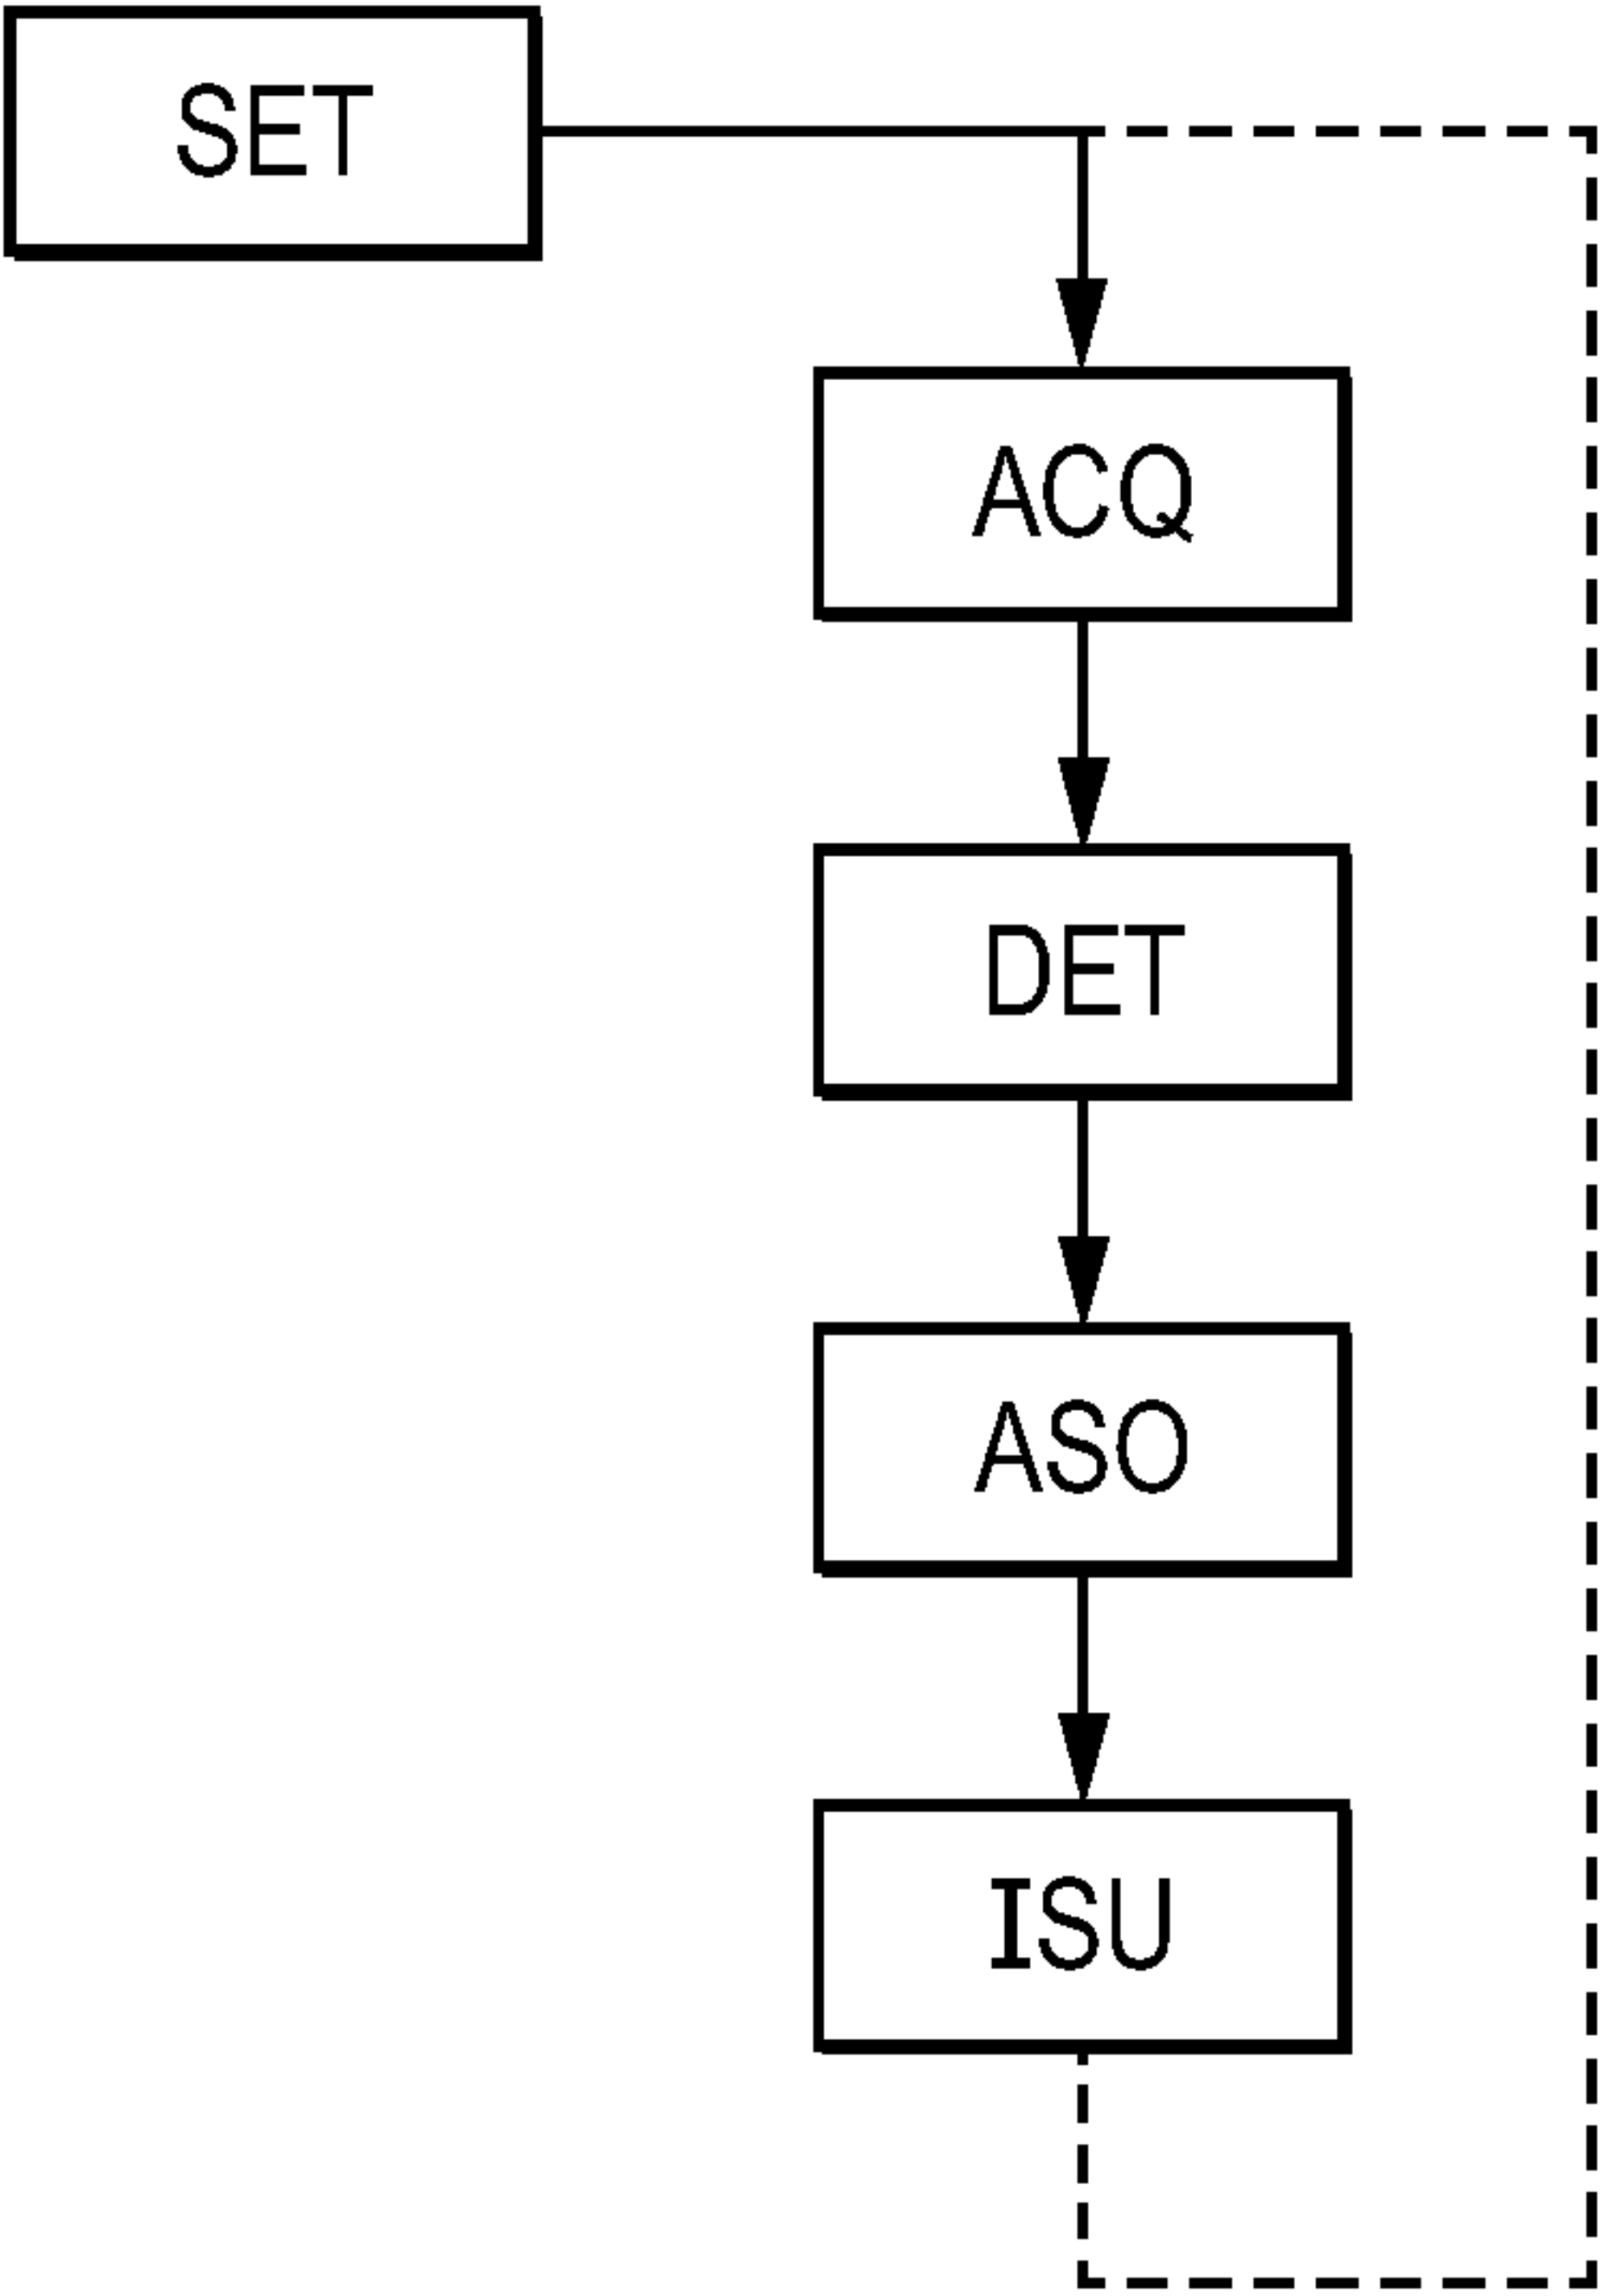 SET
ACQ
DET
ASO
ISU